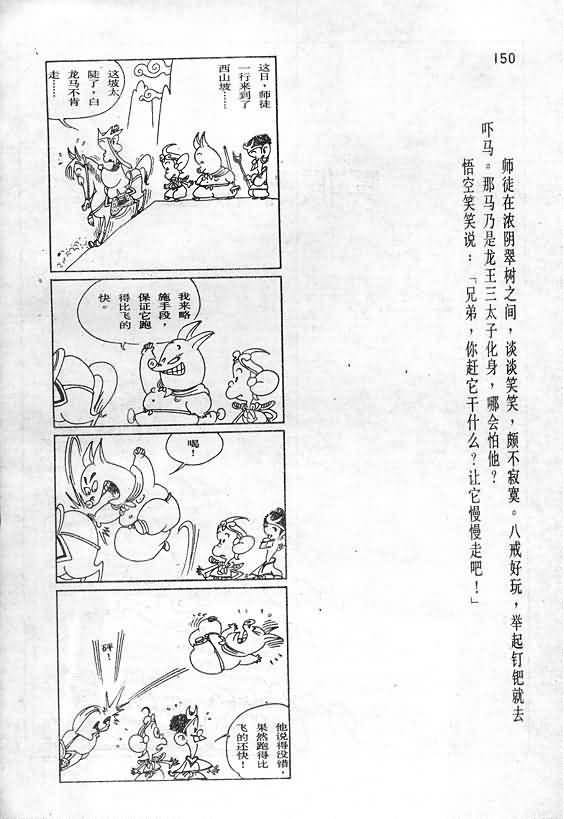 150
师徒在浓阴翠树之间，谈谈笑笑，颇不寂寞。八戒好玩，举起钉钯就去
吓马。那马乃是龙王三太子化身，哪会怕他？
悟空笑笑说：「兄弟，你赶它干什么？让它慢慢走吧！」
这日，师徒
一行来到了
西山坡……
这坡太
陡了，白
龙马不肯
走……
我来略
施手段，
保证它跑
得比飞的
快。
喝！
砰！
他说得没错，
果然跑得比
飞的还快！